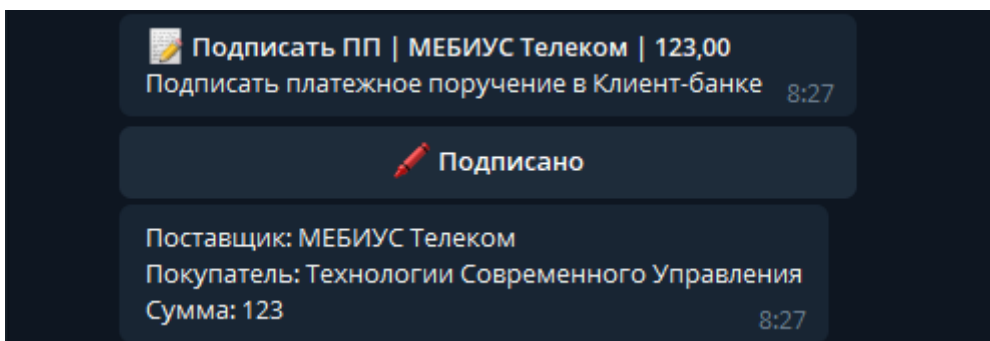 Подписать ПП | МЕБИУС Телеком | 123,00
Подписать платежное поручение в Клиент-банке
8:27
Подписано
Поставщик: МЕБИУС Телеком
Покупатель: Технологии Современного Управления
Сумма: 123
8:27